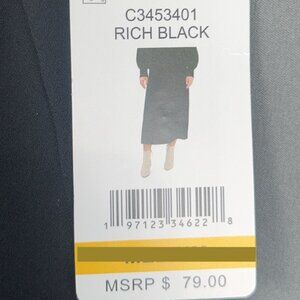 C3453401
RICH BLACK
1 97123 34622 8
MSRP $ 79.00